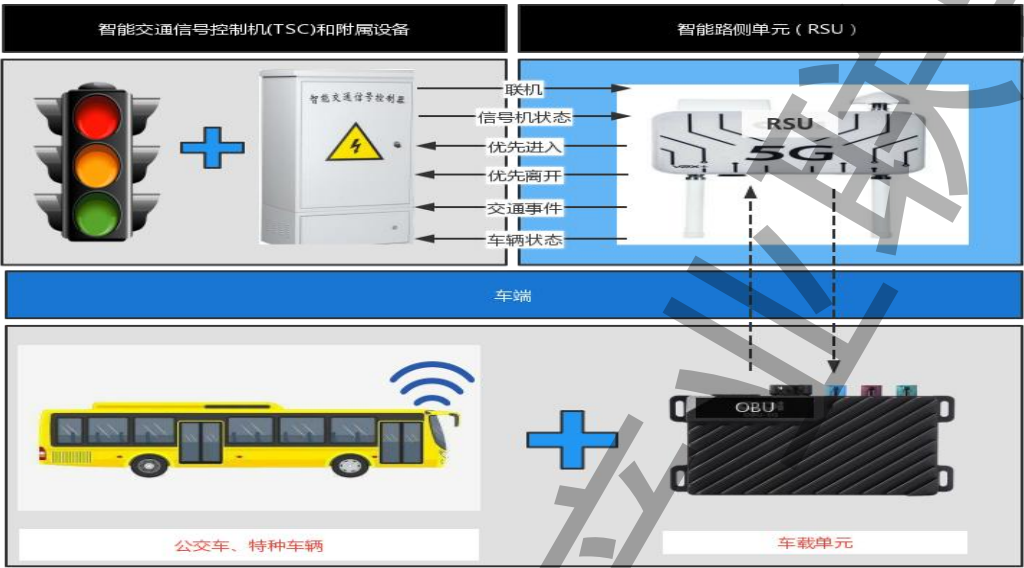 智能交通信号控制机(TSC)和附属设备
智能路侧单元（RSU）
智能交通信号控制器
联机
信号机状态
优先进入
优先离开
交通事件
车辆状态
RSU
5G
车端
OBU
公交车、特种车辆
车载单元